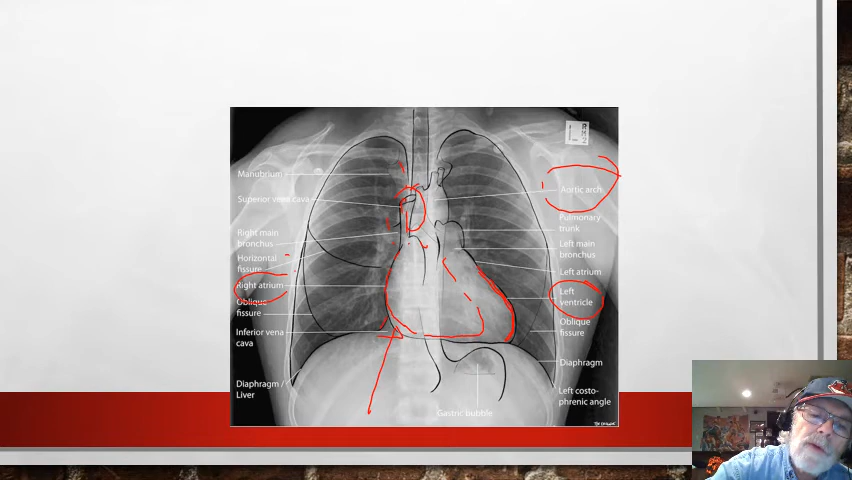 Manubrium
Superior vena cava
Right main
bronchus
Horizontal
fissure
Right atrium
Oblique
fissure
Inferior vena
cava
Diaphragm /
Liver
Aortic arch
Pulmonary
trunk
Left main
bronchus
Left atrium
Left
ventricle
Oblique
fissure
Diaphragm
Left costo-
phrenic angle
Gastric bubble